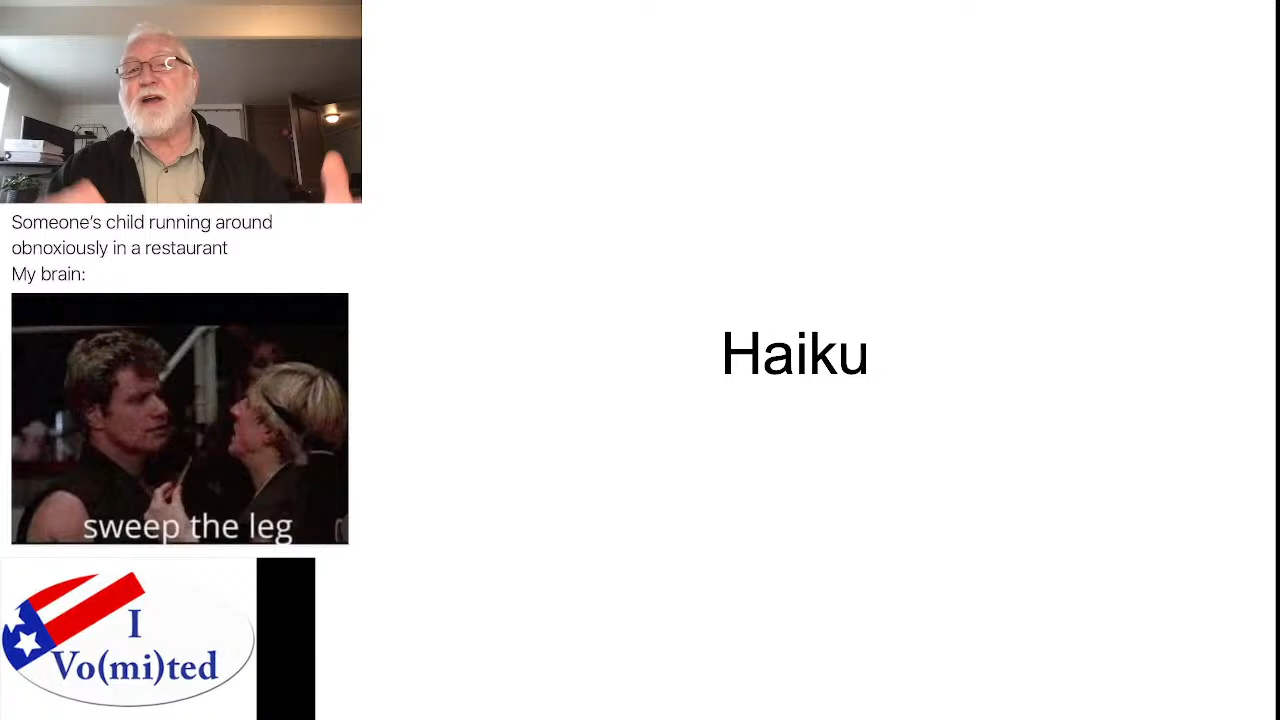 Someone's child running around
obnoxiously in a restaurant
My brain:
sweep the leg
I
Vo(mi)ted
Haiku